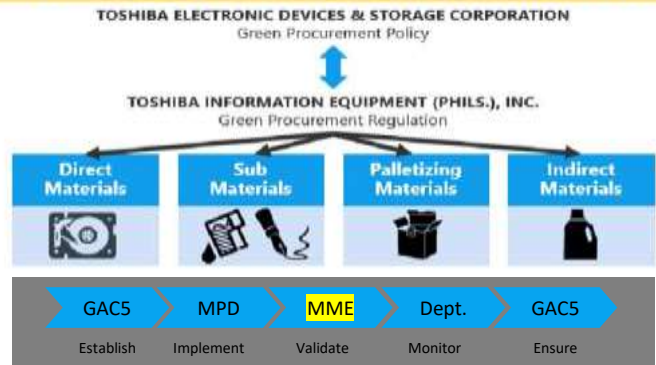 TOSHIBA ELECTRONIC DEVICES & STORAGE CORPORATION
Green Procurement Policy
TOSHIBA INFORMATION EQUIPMENT (PHILS.), INC.
Green Procurement Regulation
Direct Materials
Sub Materials
Palletizing Materials
Indirect Materials
GAC5 MPD MME Dept. GAC5
Establish Implement Validate Monitor Ensure